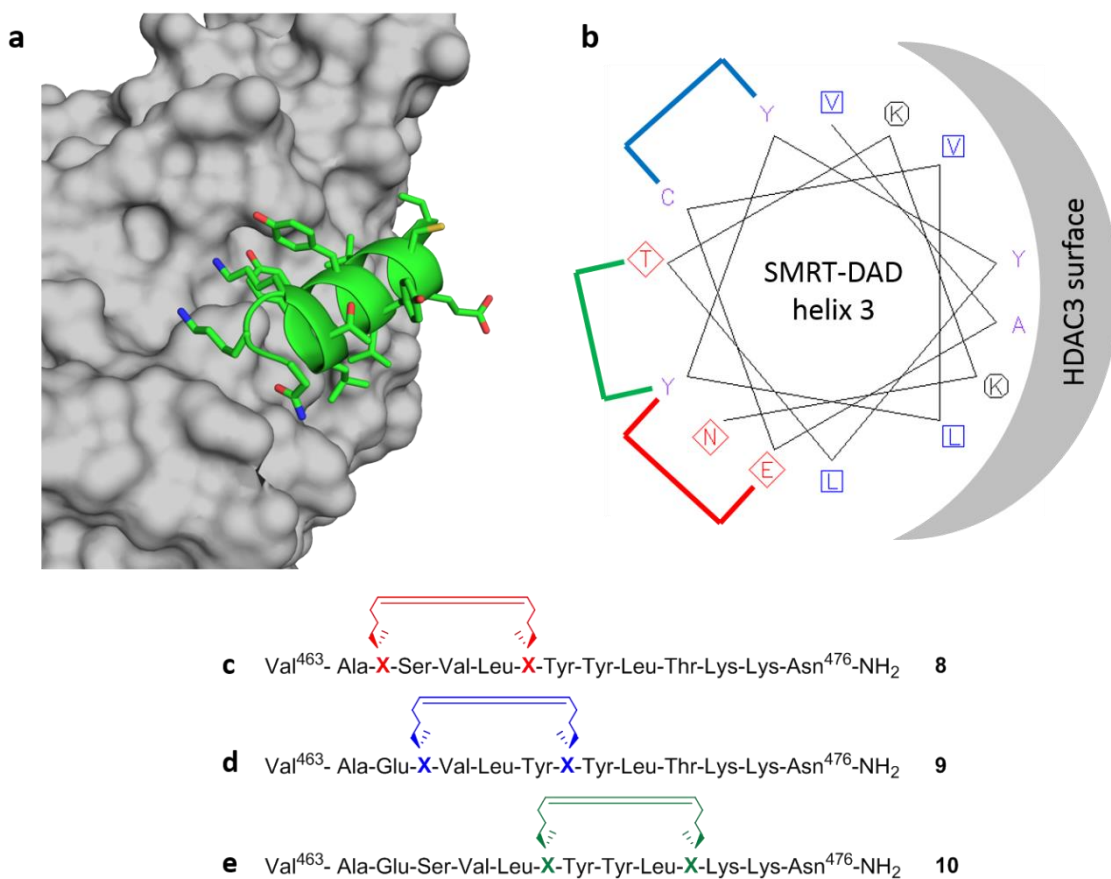 a
b
Y
V
K
V
C
T
Y
SMRT-DAD
helix 3
A
K
Y
N
L
E
L
HDAC3 surface
c Val463- Ala-X-Ser-Val-Leu-X-Tyr-Tyr-Leu-Thr-Lys-Lys-Asn476-NH2 8
d Val463- Ala-Glu-X-Val-Leu-Tyr-X-Tyr-Leu-Thr-Lys-Lys-Asn476-NH2 9
e Val463- Ala-Glu-Ser-Val-Leu-X-Tyr-Tyr-Leu-X-Lys-Lys-Asn476-NH2 10